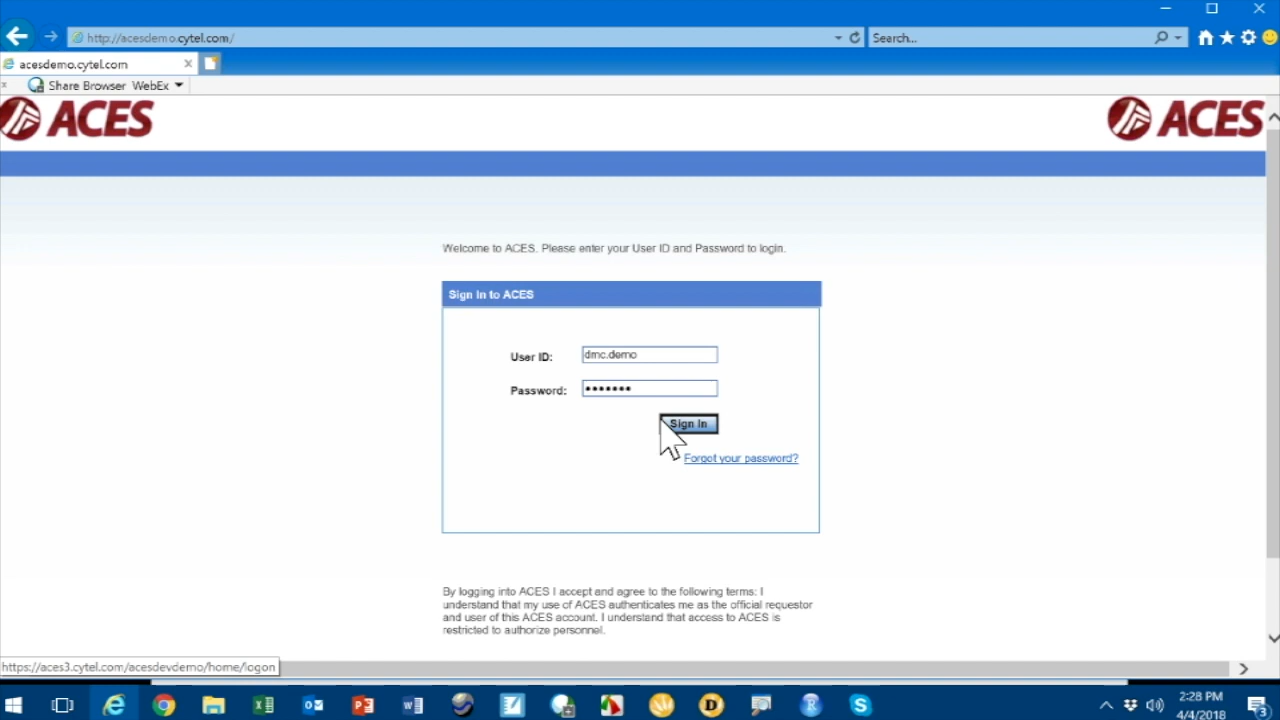 http://acesdemo.cytel.com/
Search...
acesdemo.cytel.com
x Share Browser WebEx
ACES
ACES
Welcome to ACES. Please enter your User ID and Password to login.
Sign In to ACES
User ID: dmc.demo
Password: •••••••
Sign In
Forgot your password?
By logging into ACES I accept and agree to the following terms: I
understand that my use of ACES authenticates me as the official requestor
and user of this ACES account. I understand that access to ACES is
restricted to authorize personnel.
https://aces3.cytel.com/acesdevdemo/home/logon
2:28 PM
4/4/2018
3